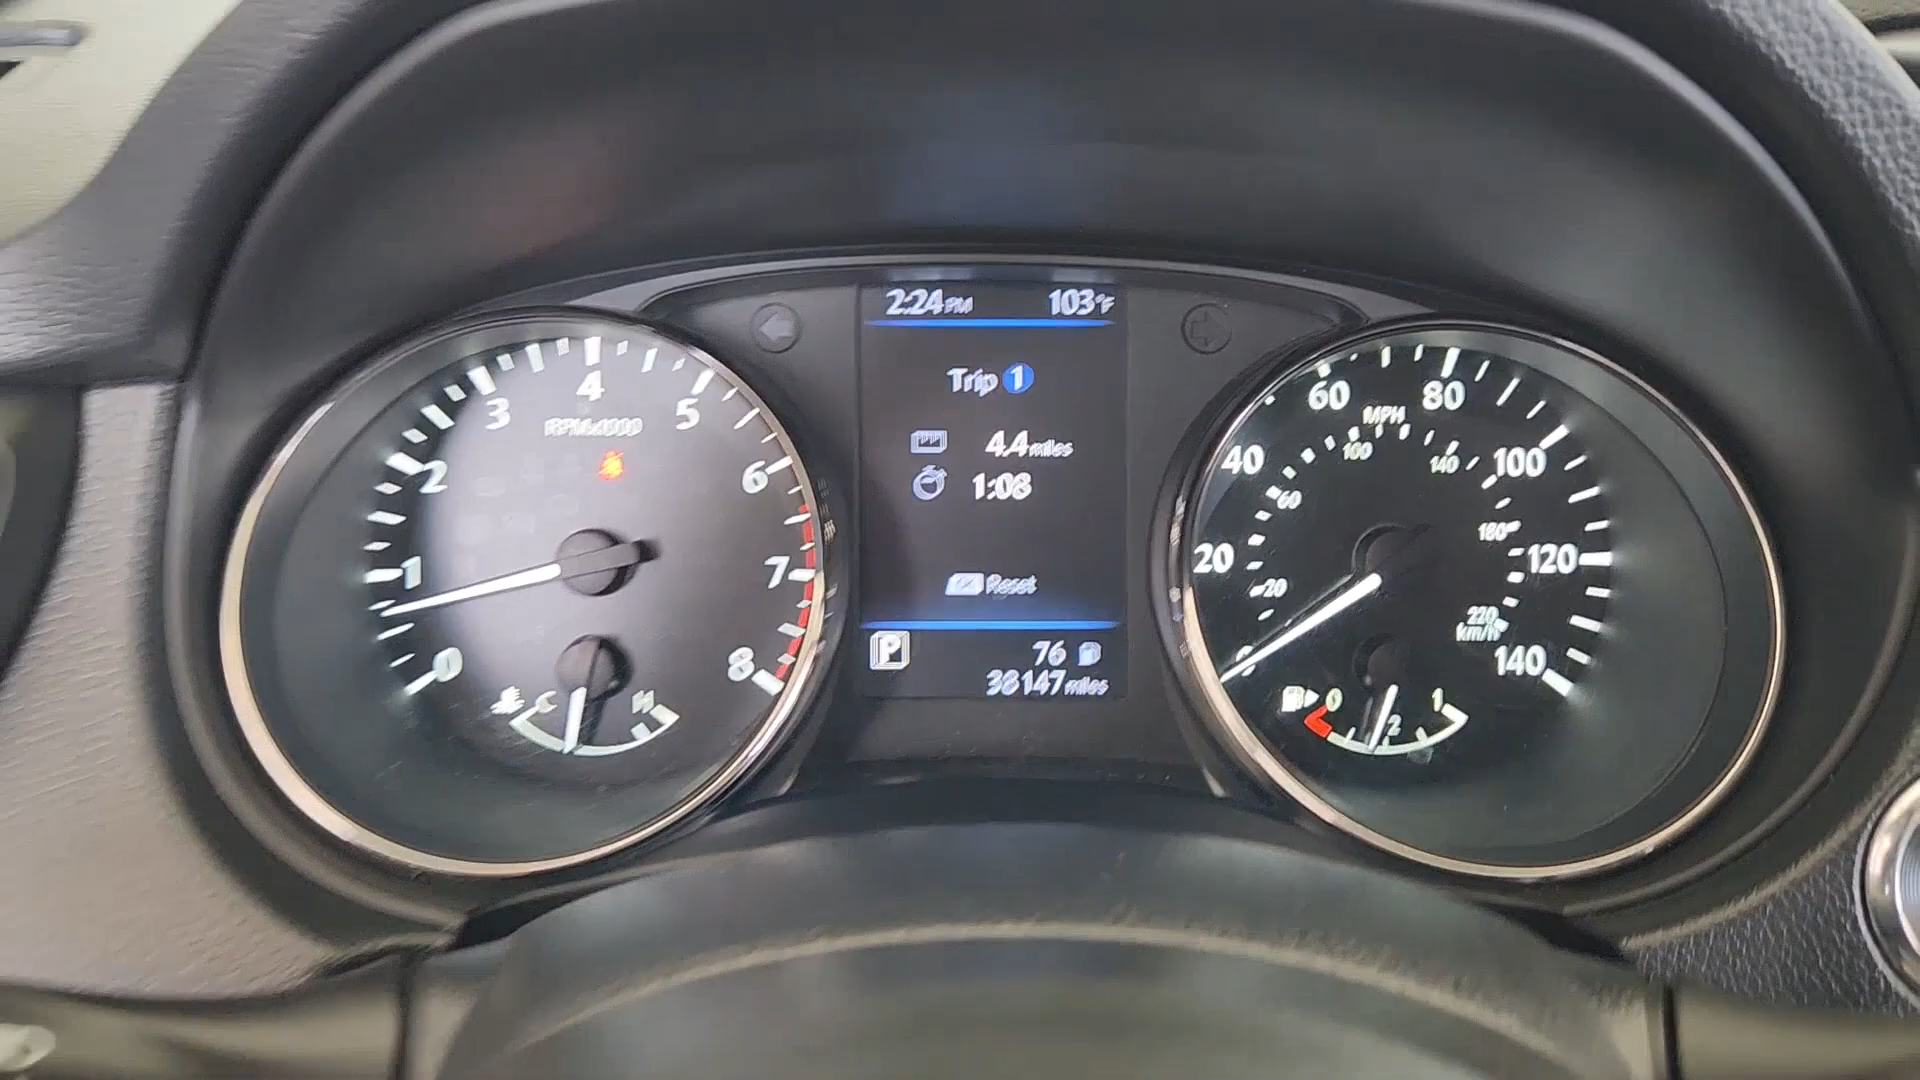 2:24 PM 103°F
Trip 1
4.4 miles
1:08
Reset
P
76
38147 miles
0 1 2 3 4 5 6 7 8
RPMx1000
C H
0 20 40 60 80 100 120 140
MPH
20 60 100 140 180 220
km/h
0 1
2